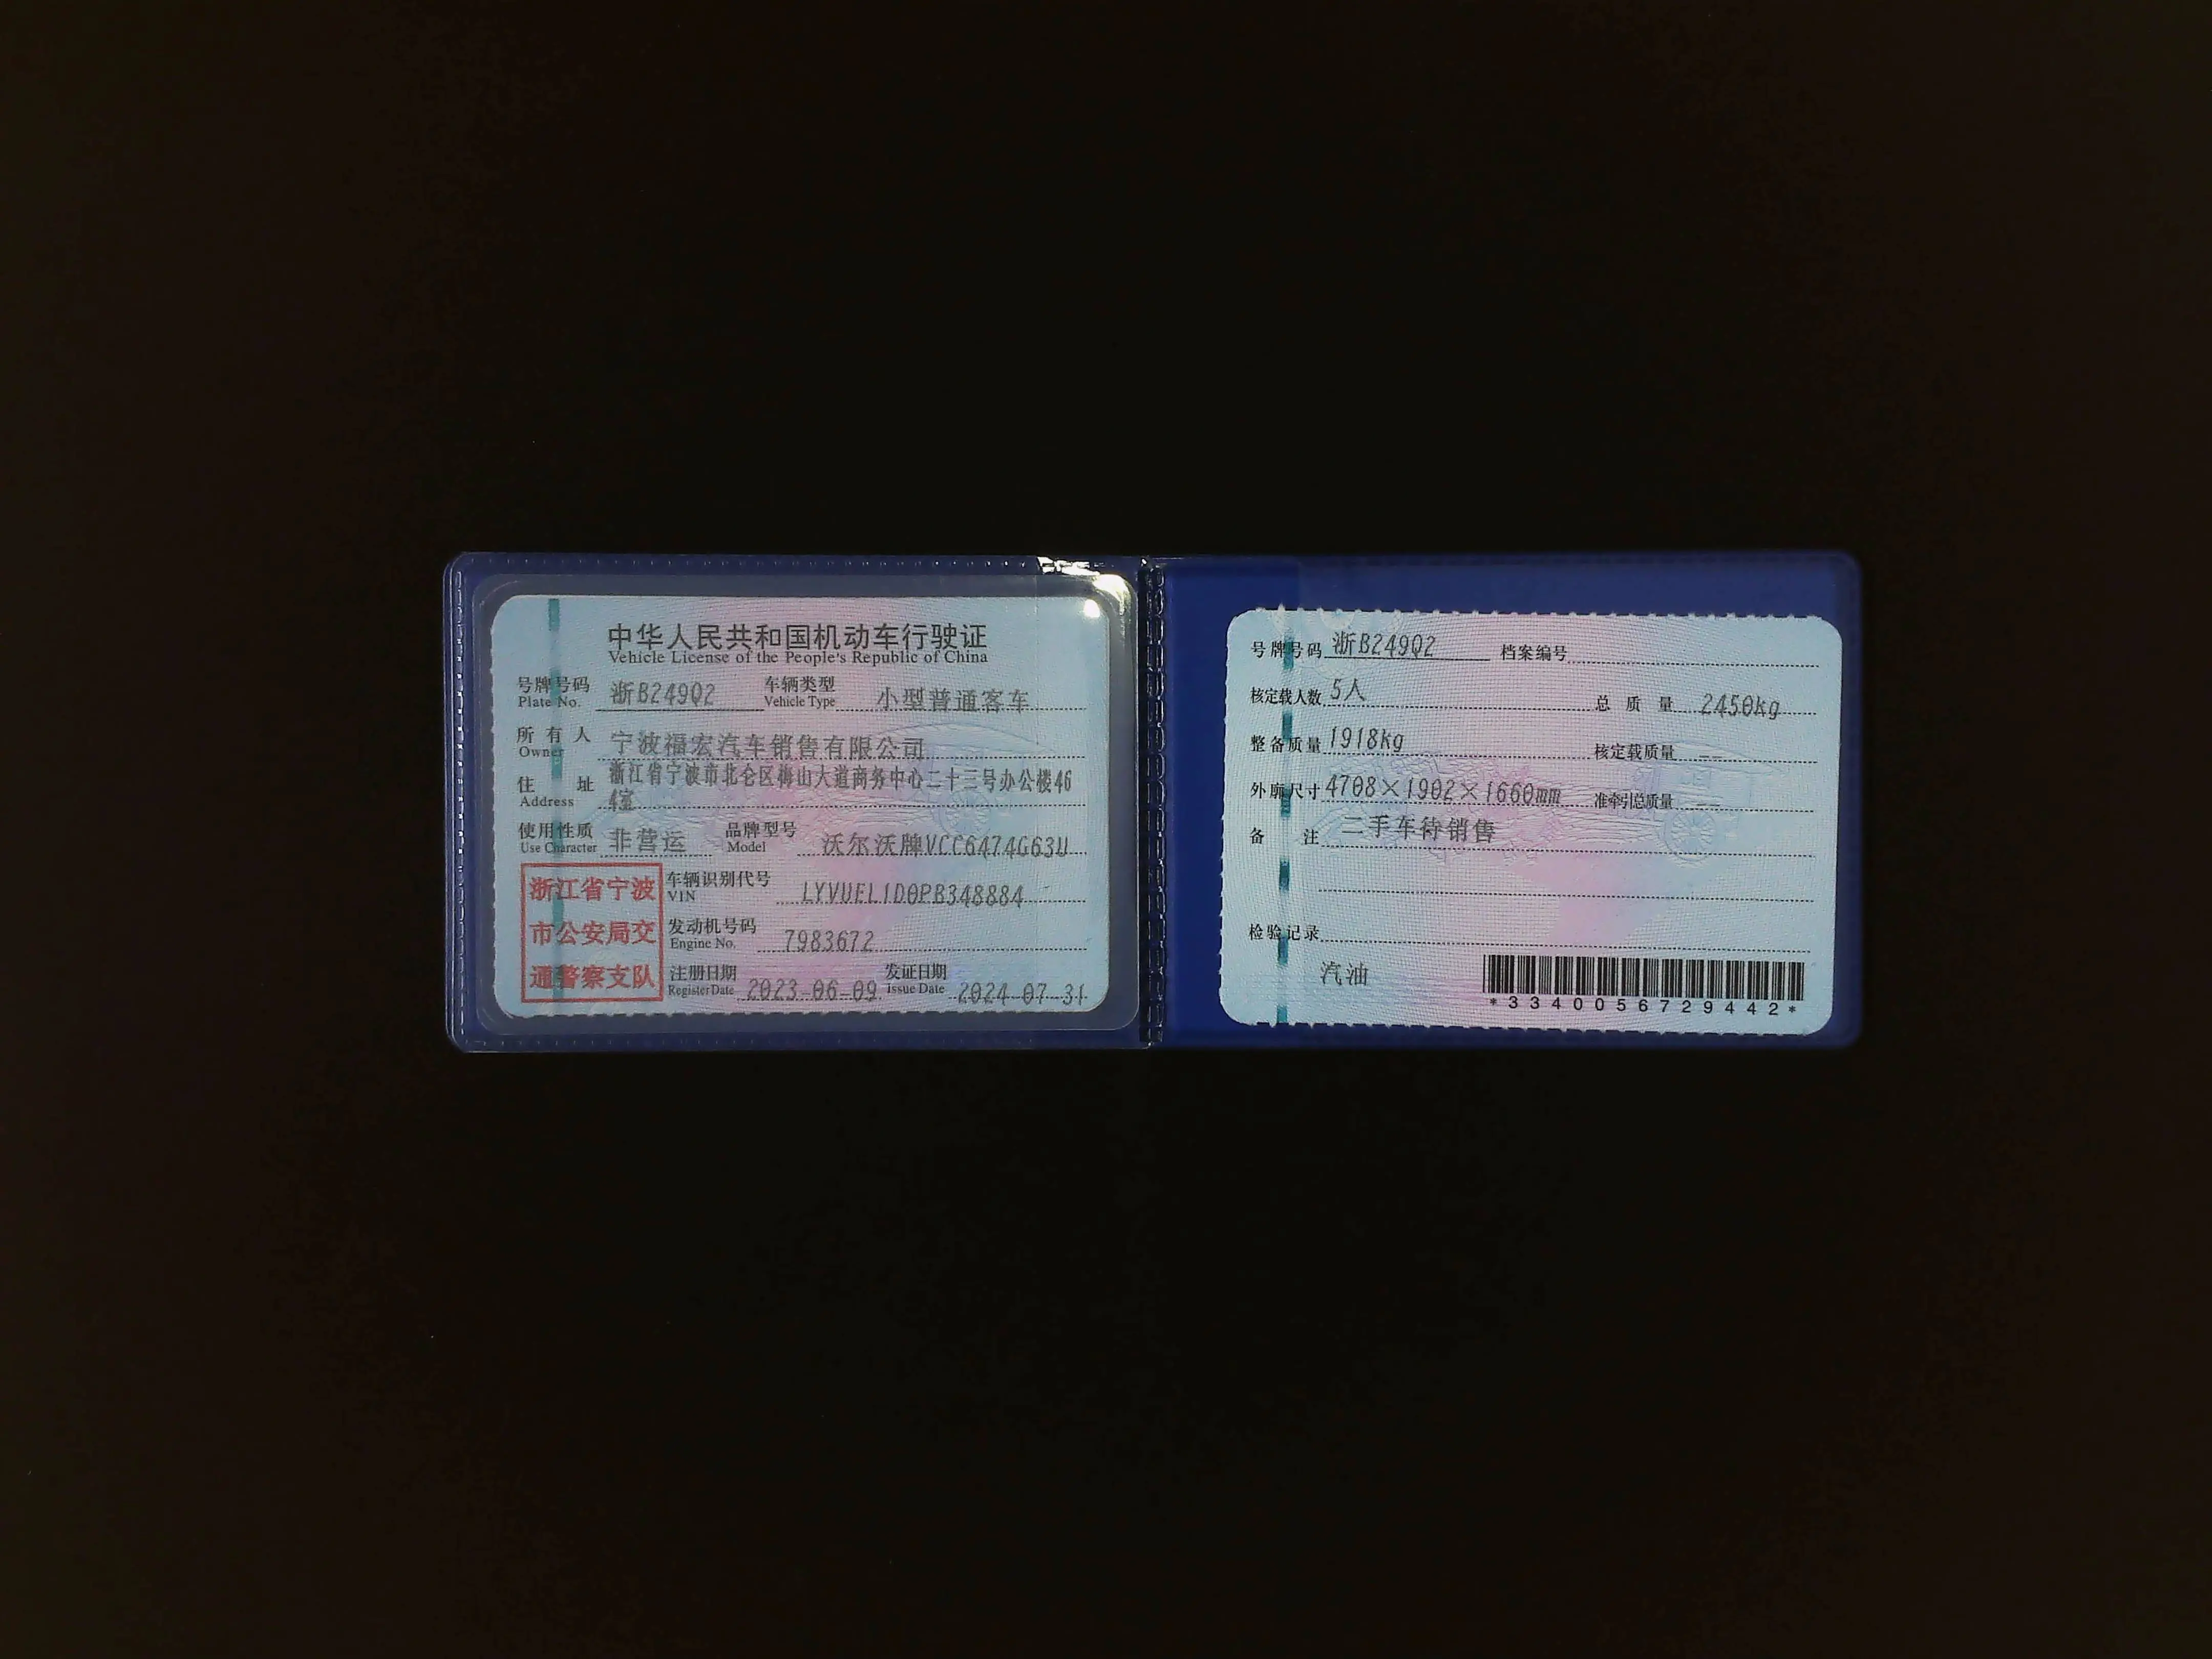 中华人民共和国机动车行驶证
Vehicle License of the People's Republic of China
号牌号码 浙B249Q2 车辆类型 小型普通客车
Plate No. Vehicle Type
所有人 宁波福宏汽车销售有限公司
Owner
住址 浙江省宁波市北仑区梅山大道商务中心二十三号办公楼46
Address 4室
使用性质 非营运 品牌型号 沃尔沃牌VCC6474G63U
Use Character Model
浙江省宁波
市公安局交
通警察支队
车辆识别代号 LYVUEL1D0PB348884
VIN
发动机号码 7983672
Engine No.
注册日期 2023-06-09 发证日期 2024-07-31
Register Date Issue Date
号牌号码 浙B249Q2 档案编号
核定载人数 5人 总质量 2450kg
整备质量 1918kg 核定载质量 --
外廓尺寸 4708×1902×1660mm 准牵引总质量 --
备注 二手车待销售
检验记录
汽油
*3340056729442*